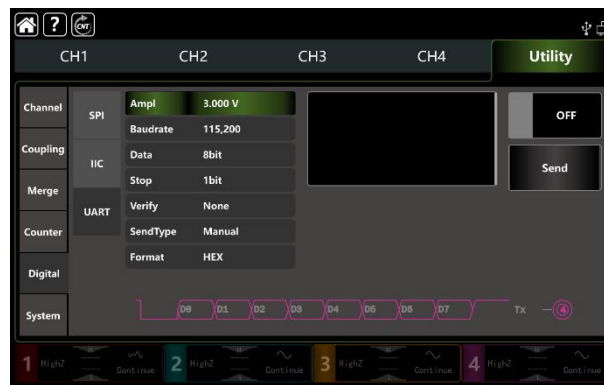 ? CNT
CH1 CH2 CH3 CH4 Utility
Channel
Coupling
Merge
Counter
Digital
System
SPI
IIC
UART
Ampl 3.000 V
Baudrate 115,200
Data 8bit
Stop 1bit
Verify None
SendType Manual
Format HEX
OFF
Send
D0 D1 D2 D3 D4 D5 D6 D7 Tx 4
1 HighZ Continue 2 HighZ Continue 3 HighZ Continue 4 HighZ Continue